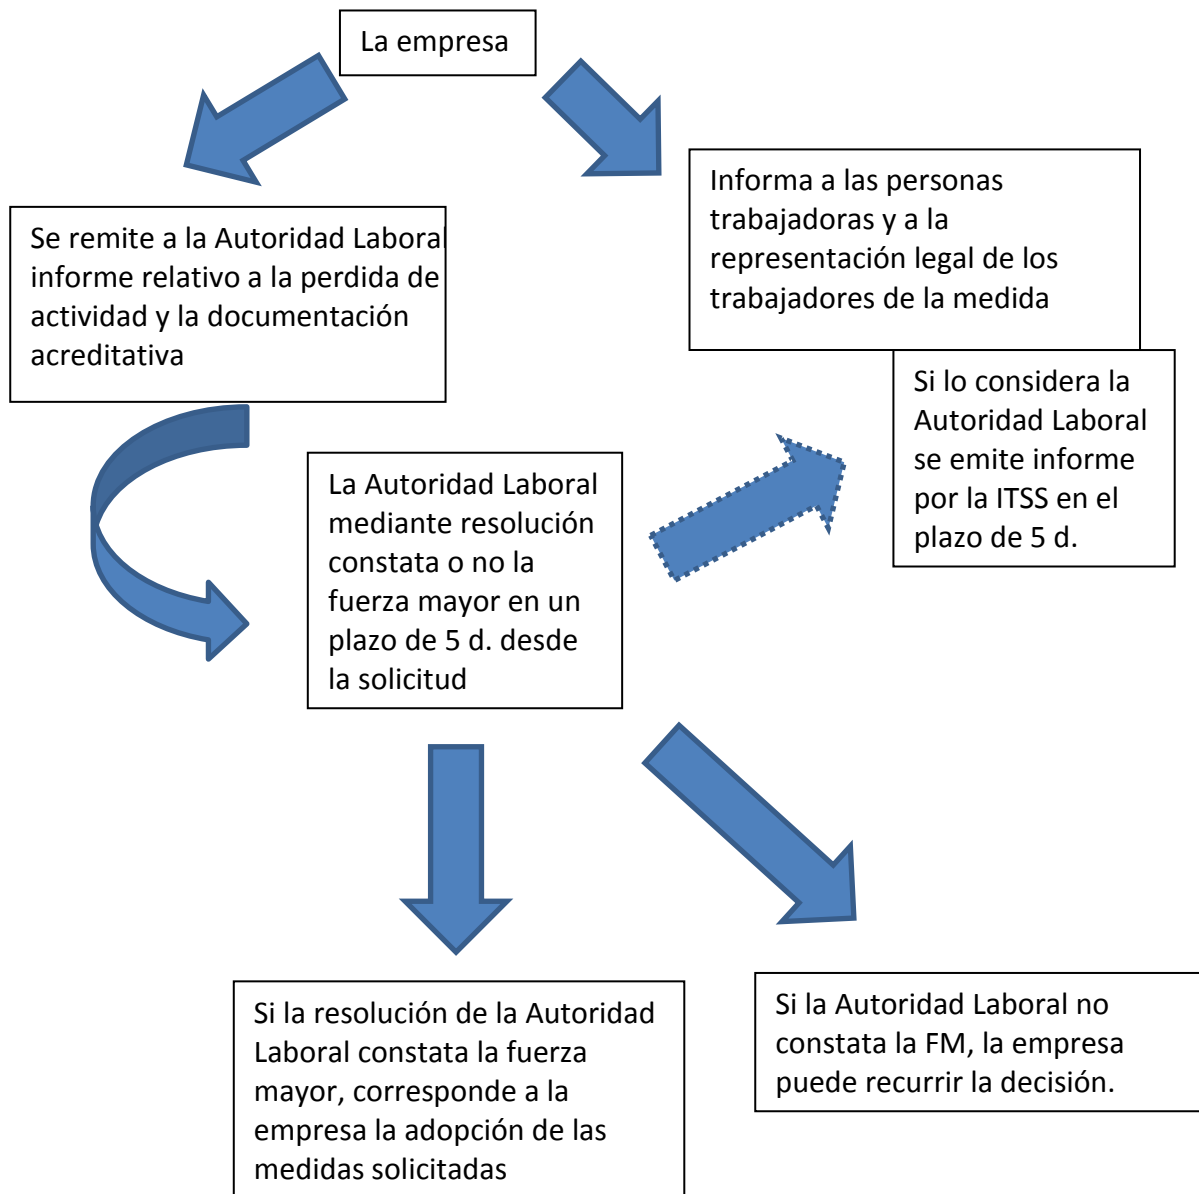 La empresa
Informa a las personas
trabajadoras y a la
representación legal de los
trabajadores de la medida
Se remite a la Autoridad Laboral
informe relativo a la perdida de
actividad y la documentación
acreditativa
Si lo considera la
Autoridad Laboral
se emite informe
por la ITSS en el
plazo de 5 d.
La Autoridad Laboral
mediante resolución
constata o no la
fuerza mayor en un
plazo de 5 d. desde
la solicitud
Si la resolución de la Autoridad
Laboral constata la fuerza
mayor, corresponde a la
empresa la adopción de las
medidas solicitadas
Si la Autoridad Laboral no
constata la FM, la empresa
puede recurrir la decisión.